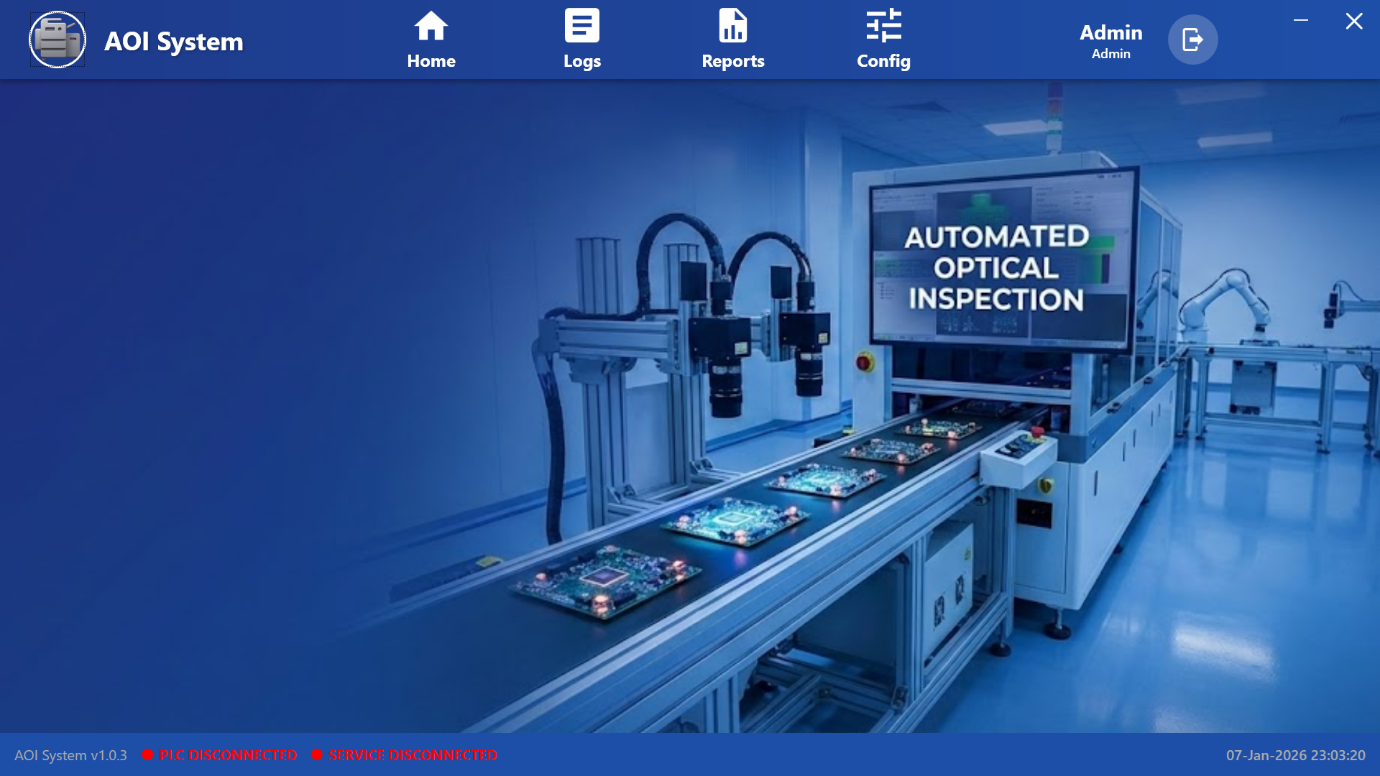 AOI System
Home
Logs
Reports
Config
Admin
Admin
AUTOMATED
OPTICAL
INSPECTION
AOI System v1.0.3
PLC DISCONNECTED
SERVICE DISCONNECTED
07-Jan-2026 23:03:20